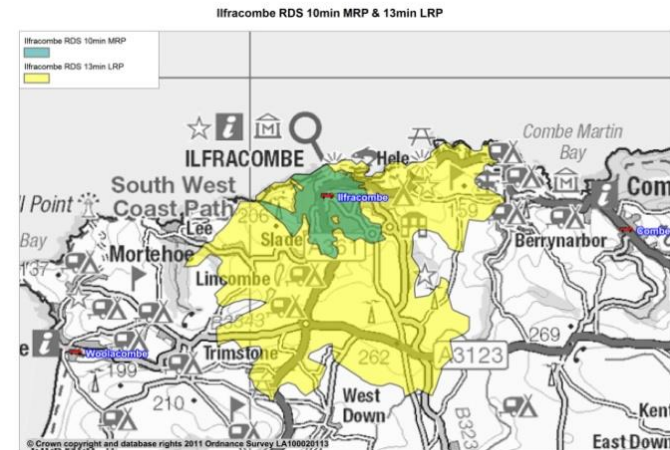 Ilfracombe RDS 10min MRP & 13min LRP
Ilfracombe RDS 10min MRP
Ilfracombe RDS 13min LRP
Combe Martin
Bay
ILFRACOMBE
Hele
South West
Coast Path
Point
Ilfracombe
Com
Bay
Lee
206
Slade
159
Combe
Berrynarbor
Mortehoe
Lincombe
Woolacombe
Trimstone
262
A3123
269
199
210
West
Down
B323
Kent
East Down
© Crown copyright and database rights 2011 Ordnance Survey LA100020113